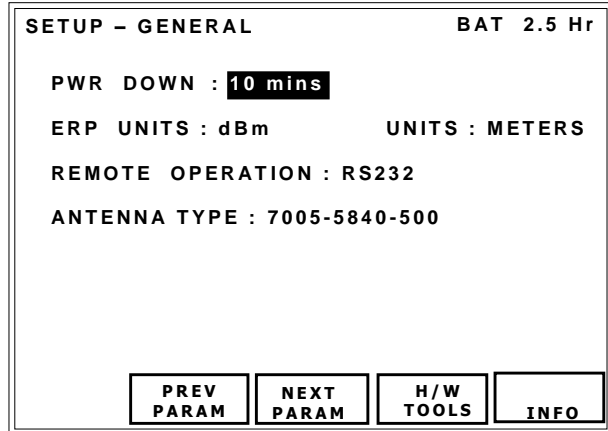 SETUP – GENERAL BAT 2.5 Hr
PWR DOWN : 10 mins
ERP UNITS : dBm UNITS : METERS
REMOTE OPERATION : RS232
ANTENNA TYPE : 7005-5840-500
PREV PARAM
NEXT PARAM
H/W TOOLS
INFO